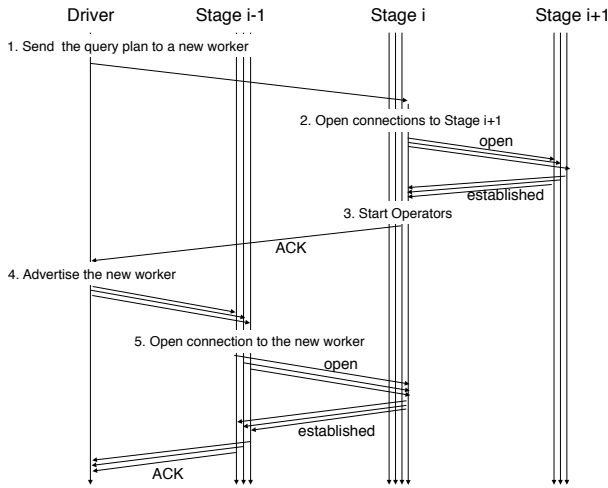 Driver Stage i-1 Stage i Stage i+1
1. Send the query plan to a new worker
2. Open connections to Stage i+1
open
established
3. Start Operators
ACK
4. Advertise the new worker
5. Open connection to the new worker
open
established
ACK